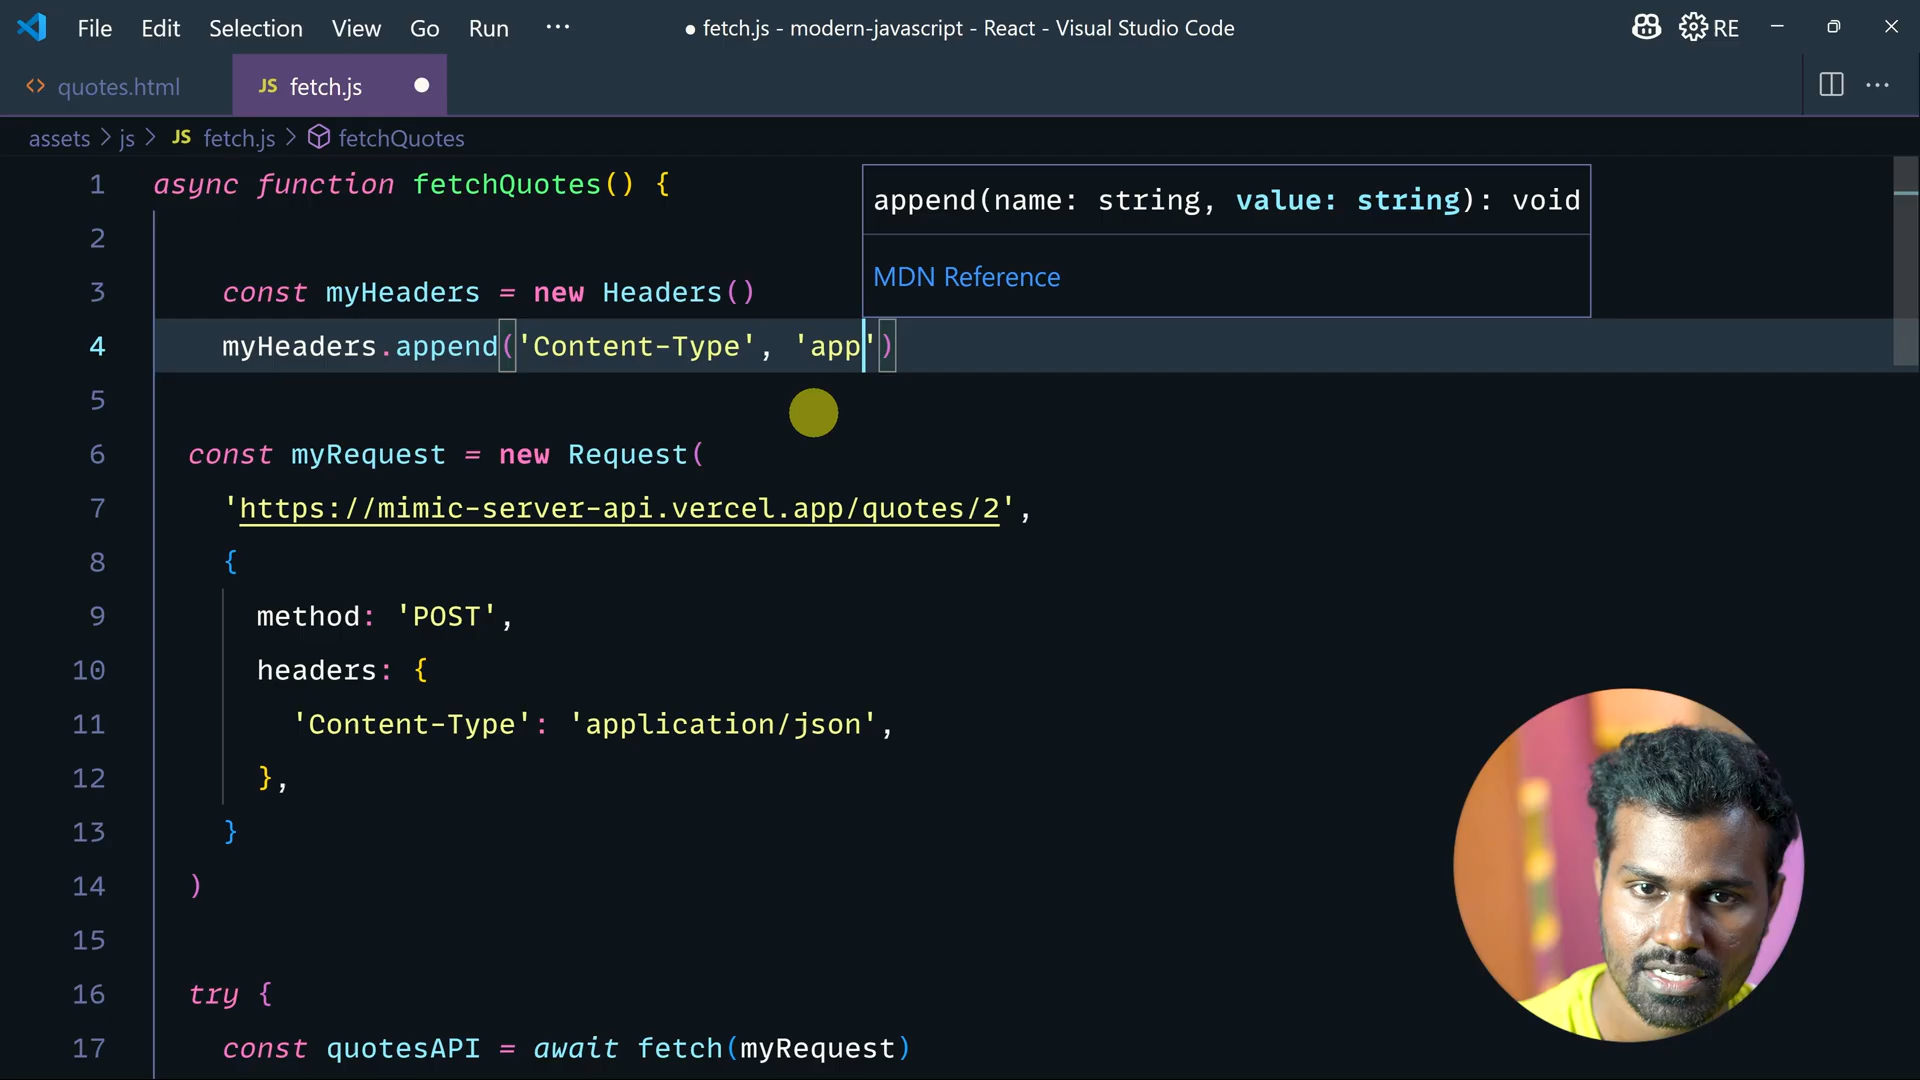 File Edit Selection View Go Run ··· ● fetch.js - modern-javascript - React - Visual Studio Code RE
<> quotes.html JS fetch.js ● ···
assets > js > JS fetch.js > fetchQuotes
1 async function fetchQuotes() {
append(name: string, value: string): void
2
MDN Reference
3 const myHeaders = new Headers()
4 myHeaders.append('Content-Type', 'app')
5
6 const myRequest = new Request(
7 'https://mimic-server-api.vercel.app/quotes/2',
8 {
9 method: 'POST',
10 headers: {
11 'Content-Type': 'application/json',
12 },
13 }
14 )
15
16 try {
17 const quotesAPI = await fetch(myRequest)